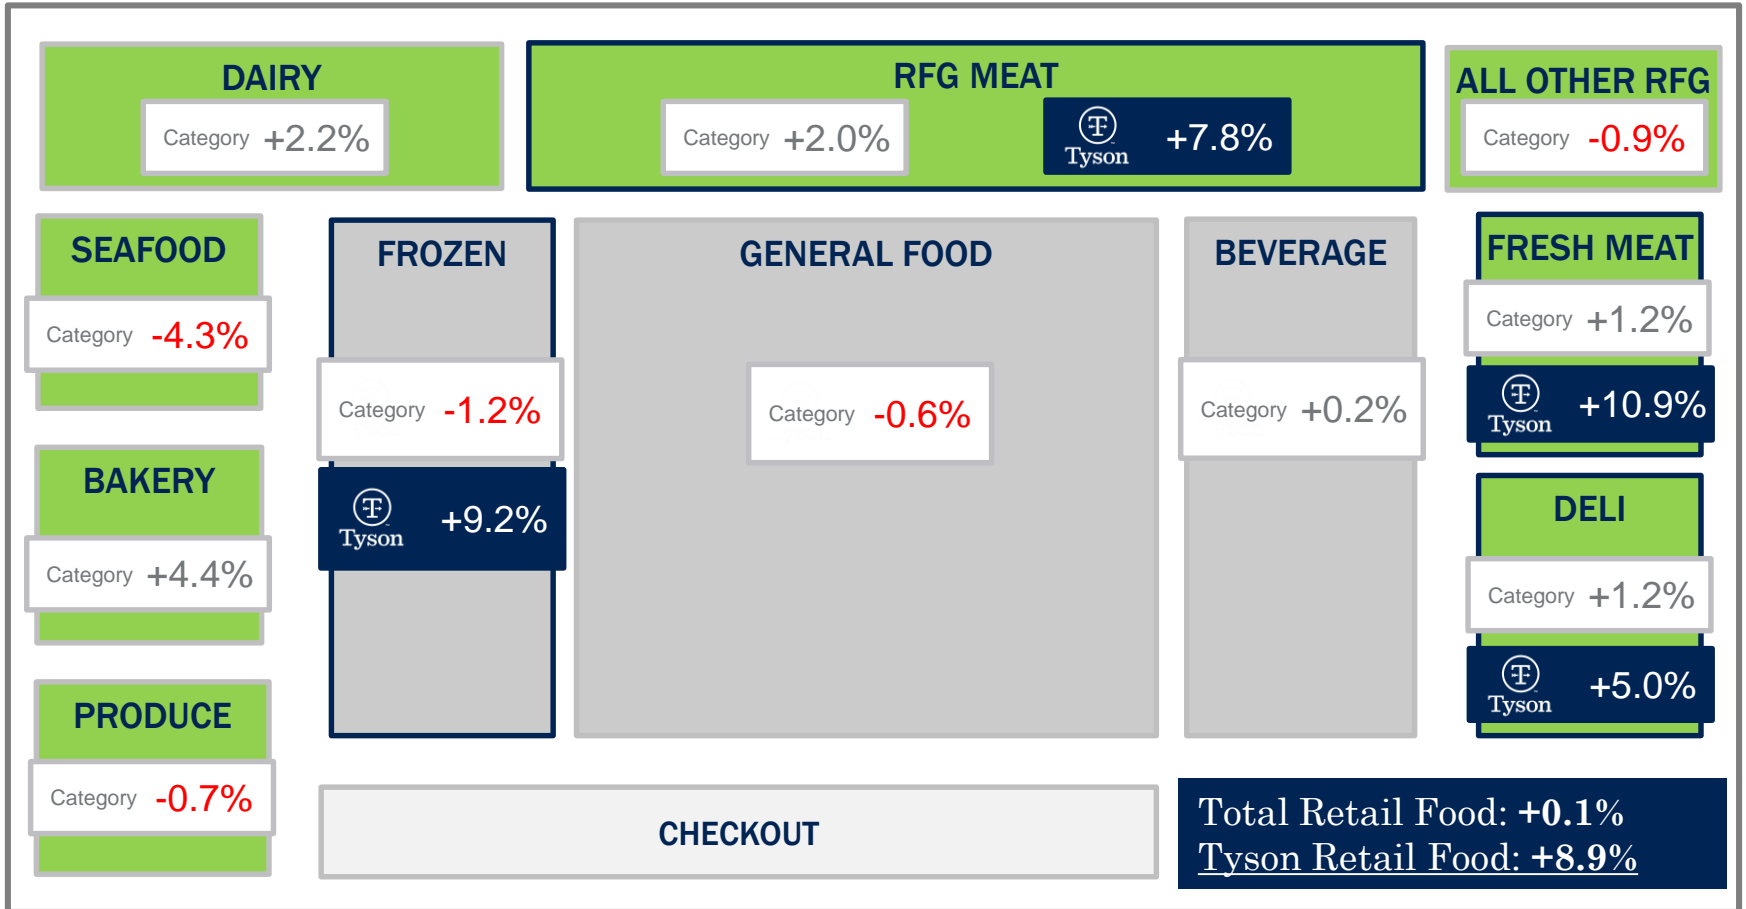 DAIRY
Category +2.2%
RFG MEAT
Category +2.0%
Tyson +7.8%
ALL OTHER RFG
Category -0.9%
SEAFOOD
Category -4.3%
BAKERY
Category +4.4%
PRODUCE
Category -0.7%
FROZEN
Category -1.2%
Tyson +9.2%
GENERAL FOOD
Category -0.6%
BEVERAGE
Category +0.2%
FRESH MEAT
Category +1.2%
Tyson +10.9%
DELI
Category +1.2%
Tyson +5.0%
CHECKOUT
Total Retail Food: +0.1%
Tyson Retail Food: +8.9%